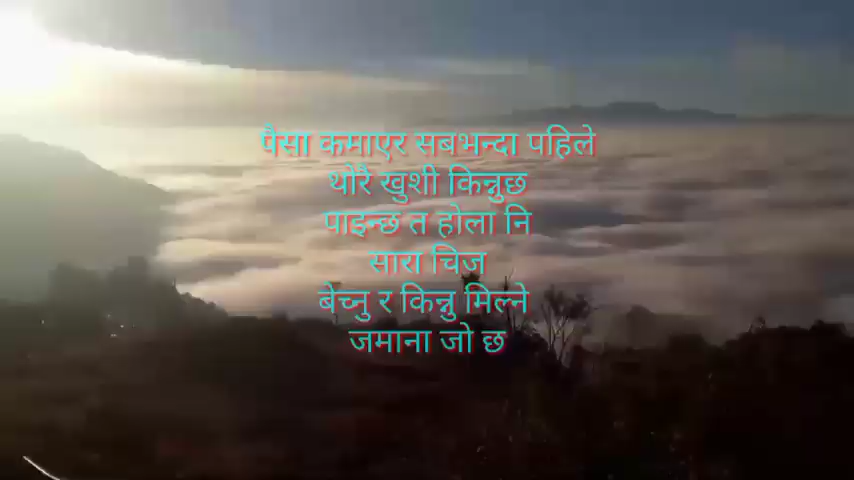 पैसा कमाएर सबभन्दा पहिले
थोरै खुशी किन्नुछ
पाइन्छ त होला नि
सारा चिज
बेच्नु र किन्नु मिल्ने
जमाना जो छ